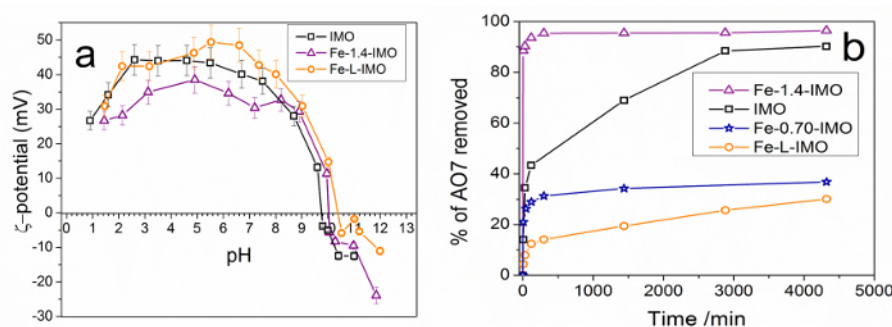 a
IMO
Fe-1.4-IMO
Fe-L-IMO
50
40
30
20
10
0
-10
-20
-30
0 1 2 3 4 5 6 7 8 9 10 11 12 13
ζ-potential (mV)
pH
b
Fe-1.4-IMO
IMO
Fe-0.70-IMO
Fe-L-IMO
100
80
60
40
20
0
0 1000 2000 3000 4000 5000
% of AO7 removed
Time /min